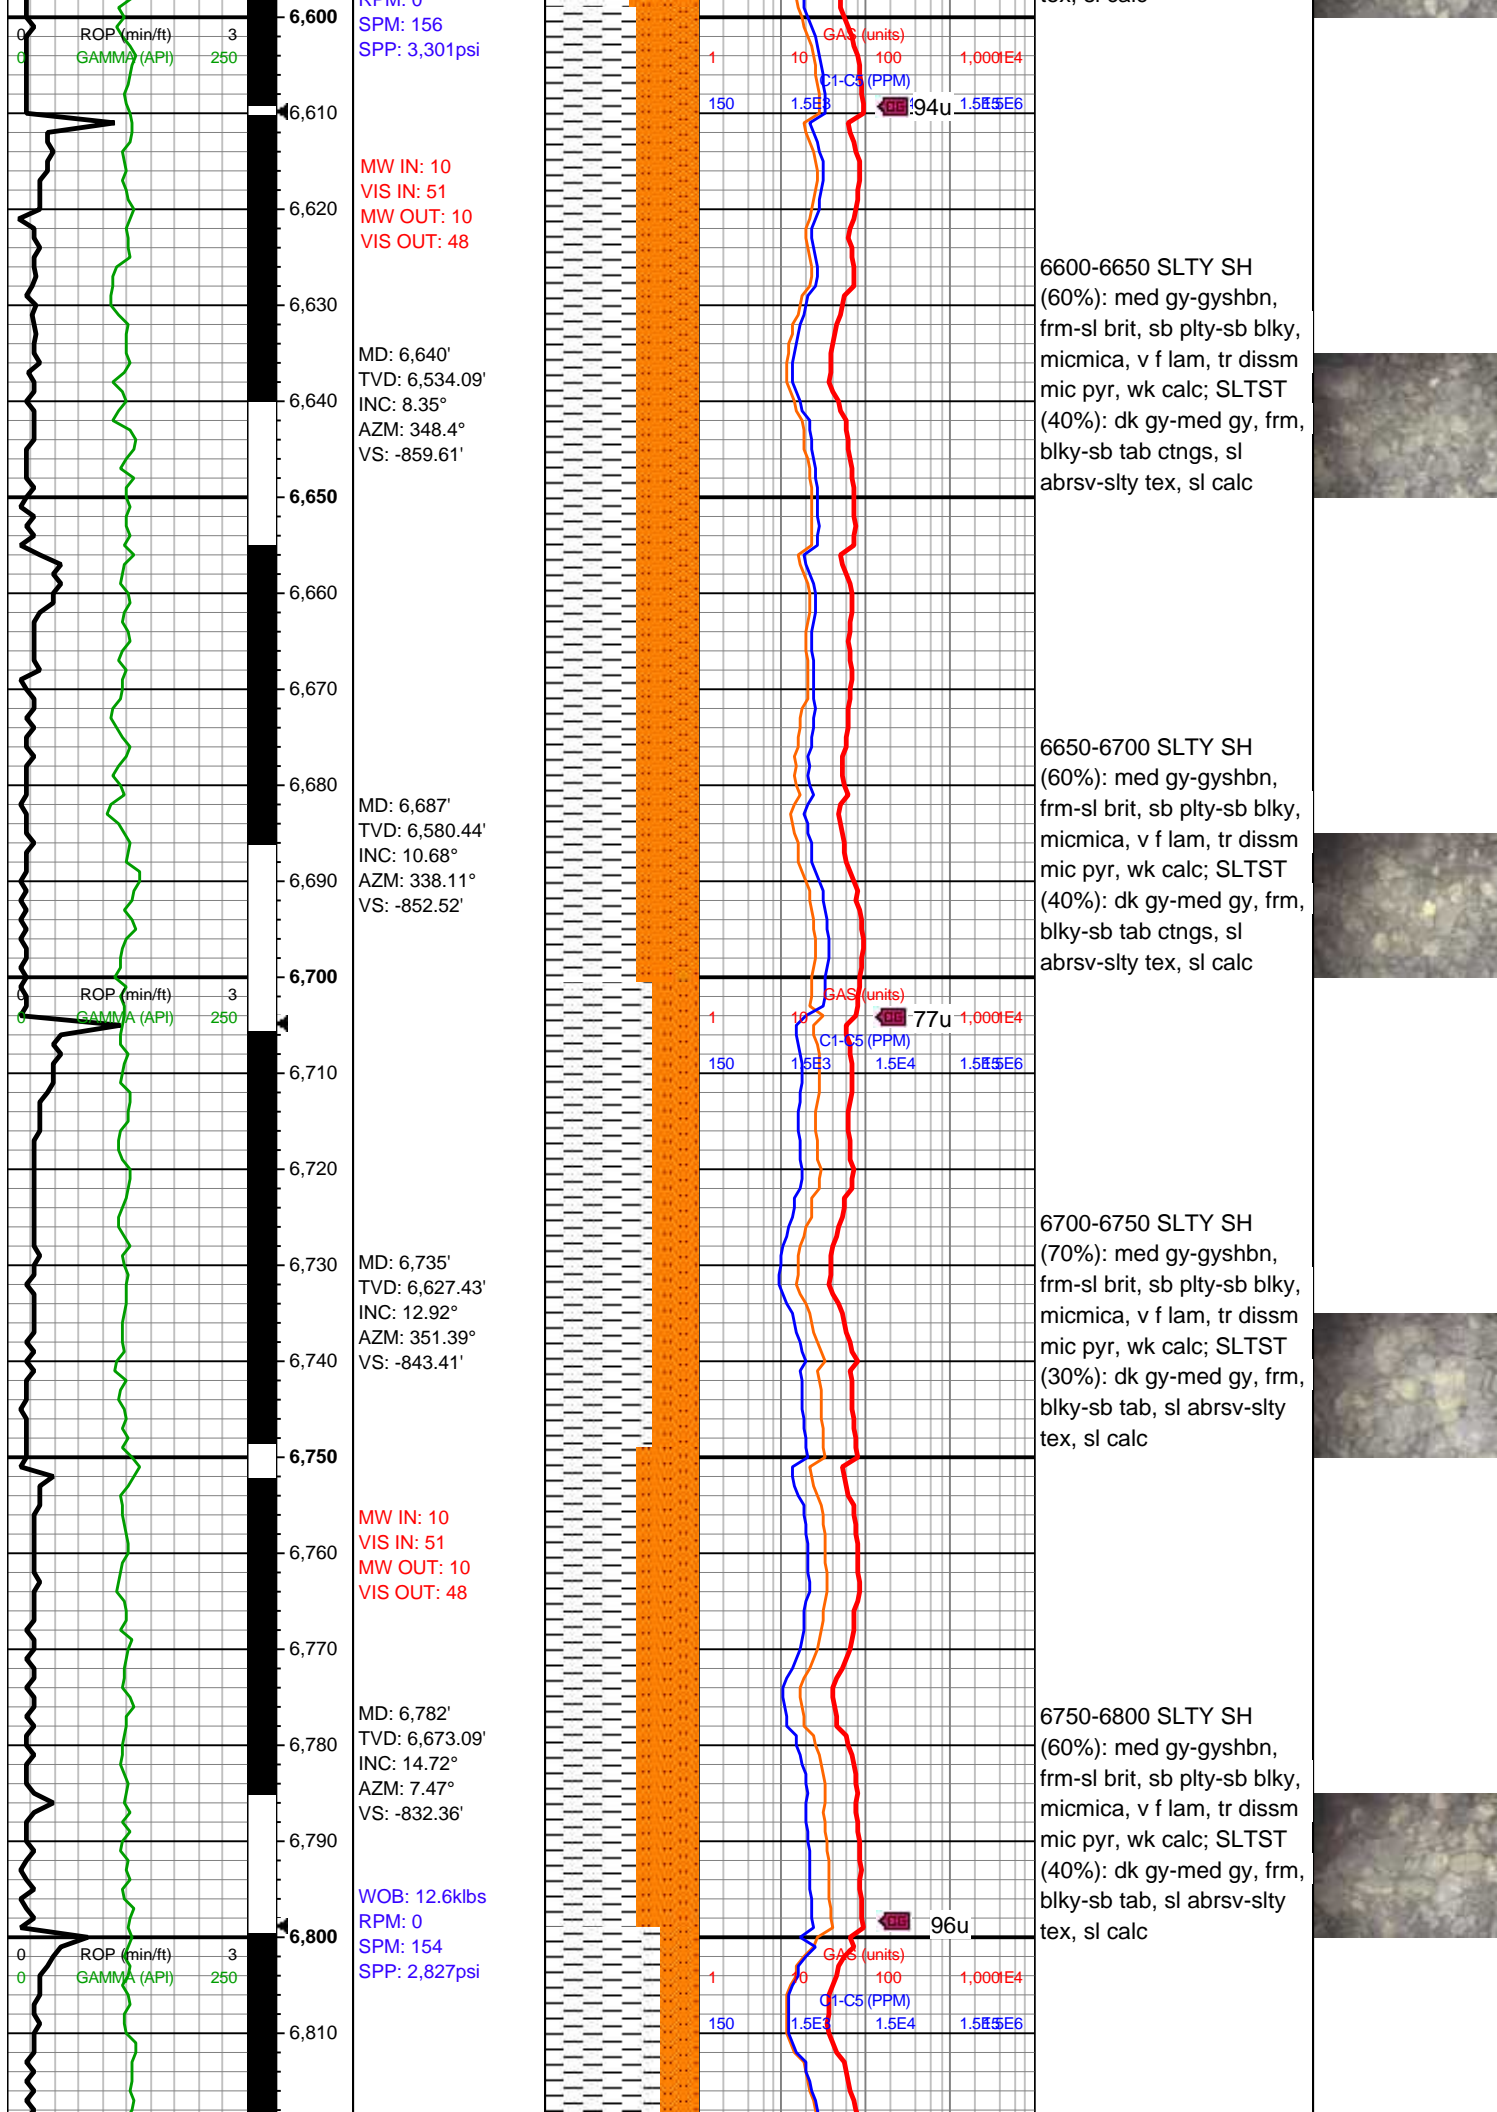 RPM: 0
SPM: 156
SPP: 3,301psi
tex, sl calc
6,600
0 ROP (min/ft) 3
0 GAMMA (API) 250
GAS (units)
1 10 100 1,000 1E4
C1-C5 (PPM)
150 1.5E3 1.5E5 1.5E6
6,610
CG 94u
MW IN: 10
VIS IN: 51
MW OUT: 10
VIS OUT: 48
6,620
6,630
6600-6650 SLTY SH
(60%): med gy-gyshbn,
frm-sl brit, sb plty-sb blky,
micmica, v f lam, tr dissm
mic pyr, wk calc; SLTST
(40%): dk gy-med gy, frm,
blky-sb tab ctngs, sl
abrsv-slty tex, sl calc
MD: 6,640'
TVD: 6,534.09'
INC: 8.35°
AZM: 348.4°
VS: -859.61'
6,640
6,650
6,660
6,670
6,680
6650-6700 SLTY SH
(60%): med gy-gyshbn,
frm-sl brit, sb plty-sb blky,
micmica, v f lam, tr dissm
mic pyr, wk calc; SLTST
(40%): dk gy-med gy, frm,
blky-sb tab ctngs, sl
abrsv-slty tex, sl calc
MD: 6,687'
TVD: 6,580.44'
INC: 10.68°
AZM: 338.11°
VS: -852.52'
6,690
6,700
0 ROP (min/ft) 3
0 GAMMA (API) 250
GAS (units)
1 10 CG 77u 1,000 1E4
C1-C5 (PPM)
150 1.5E3 1.5E4 1.5E5 1.5E6
6,710
6,720
6,730
6700-6750 SLTY SH
(70%): med gy-gyshbn,
frm-sl brit, sb plty-sb blky,
micmica, v f lam, tr dissm
mic pyr, wk calc; SLTST
(30%): dk gy-med gy, frm,
blky-sb tab, sl abrsv-slty
tex, sl calc
MD: 6,735'
TVD: 6,627.43'
INC: 12.92°
AZM: 351.39°
VS: -843.41'
6,740
6,750
MW IN: 10
VIS IN: 51
MW OUT: 10
VIS OUT: 48
6,760
6,770
6,780
MD: 6,782'
TVD: 6,673.09'
INC: 14.72°
AZM: 7.47°
VS: -832.36'
6750-6800 SLTY SH
(60%): med gy-gyshbn,
frm-sl brit, sb plty-sb blky,
micmica, v f lam, tr dissm
mic pyr, wk calc; SLTST
(40%): dk gy-med gy, frm,
blky-sb tab, sl abrsv-slty
tex, sl calc
6,790
WOB: 12.6klbs
RPM: 0
SPM: 154
SPP: 2,827psi
CG 96u
6,800
0 ROP (min/ft) 3
0 GAMMA (API) 250
GAS (units)
1 10 100 1,000 1E4
C1-C5 (PPM)
150 1.5E3 1.5E4 1.5E5 1.5E6
6,810